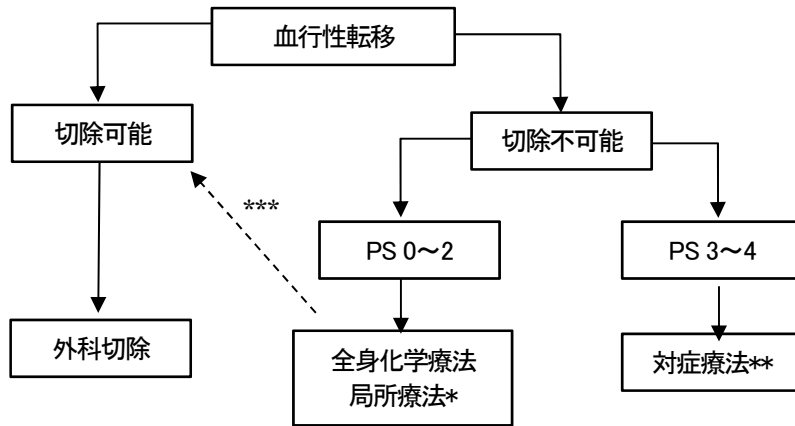 血行性転移
切除可能
切除不可能
***
PS 0～2
PS 3～4
外科切除
全身化学療法
局所療法*
対症療法**